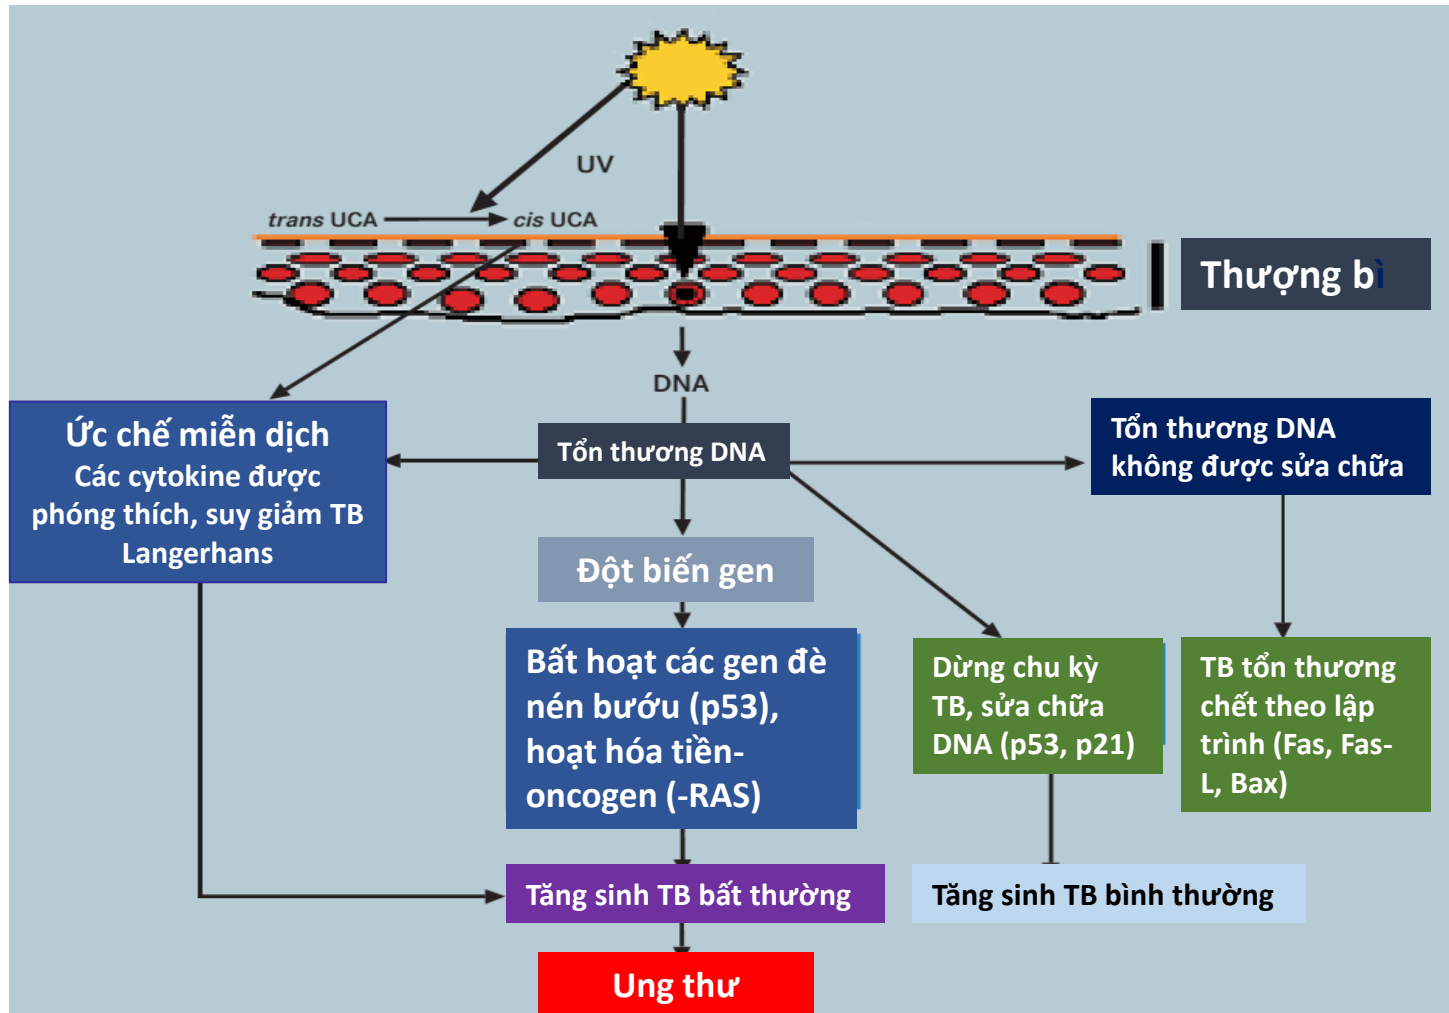 UV
trans UCA
cis UCA
Thượng bì
DNA
Ức chế miễn dịch
Các cytokine được
phóng thích, suy giảm TB
Langerhans
Tổn thương DNA
Tổn thương DNA
không được sửa chữa
Đột biến gen
Bất hoạt các gen đè
nén bướu (p53),
hoạt hóa tiền-
oncogen (-RAS)
Dừng chu kỳ
TB, sửa chữa
DNA (p53, p21)
TB tổn thương
chết theo lập
trình (Fas, Fas-
L, Bax)
Tăng sinh TB bất thường
Tăng sinh TB bình thường
Ung thư